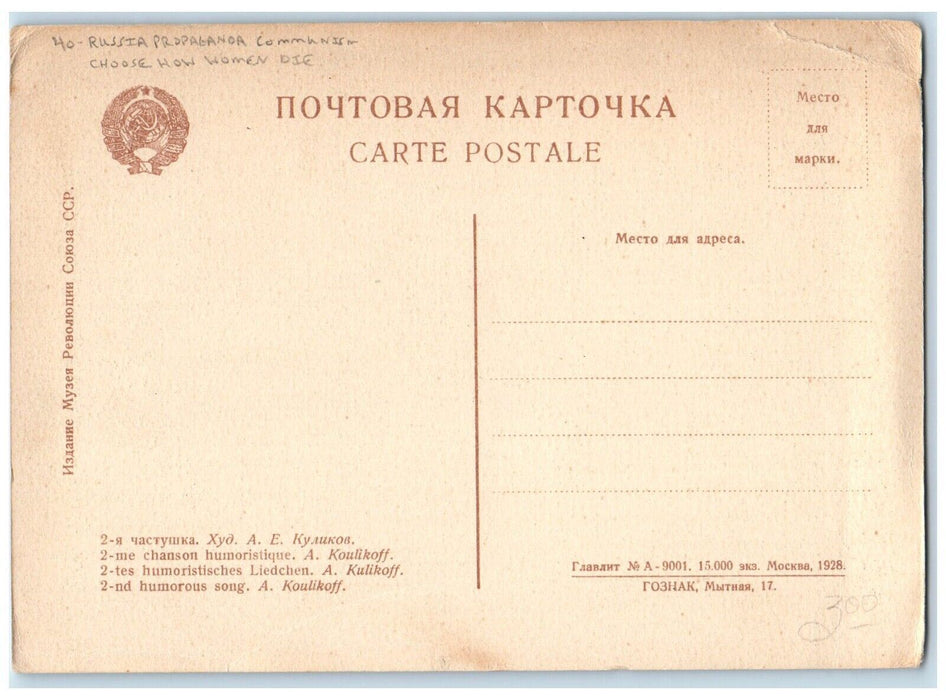 40 - RUSSIA PROPAGANDA COMMUNISM
CHOOSE HOW WOMEN DIE
ПОЧТОВАЯ КАРТОЧКА
CARTE POSTALE
Место
для
марки.
Издание Музея Революции Союза ССР.
Место для адреса.
2-я частушка. Худ. А. Е. Куликов.
2-me chanson humoristique. A. Koulikoff.
2-tes humoristisches Liedchen. A. Kulikoff.
2-nd humorous song. A. Koulikoff.
Главлит № А-9001. 15.000 экз. Москва, 1928.
ГОЗНАК, Мытная, 17.
300